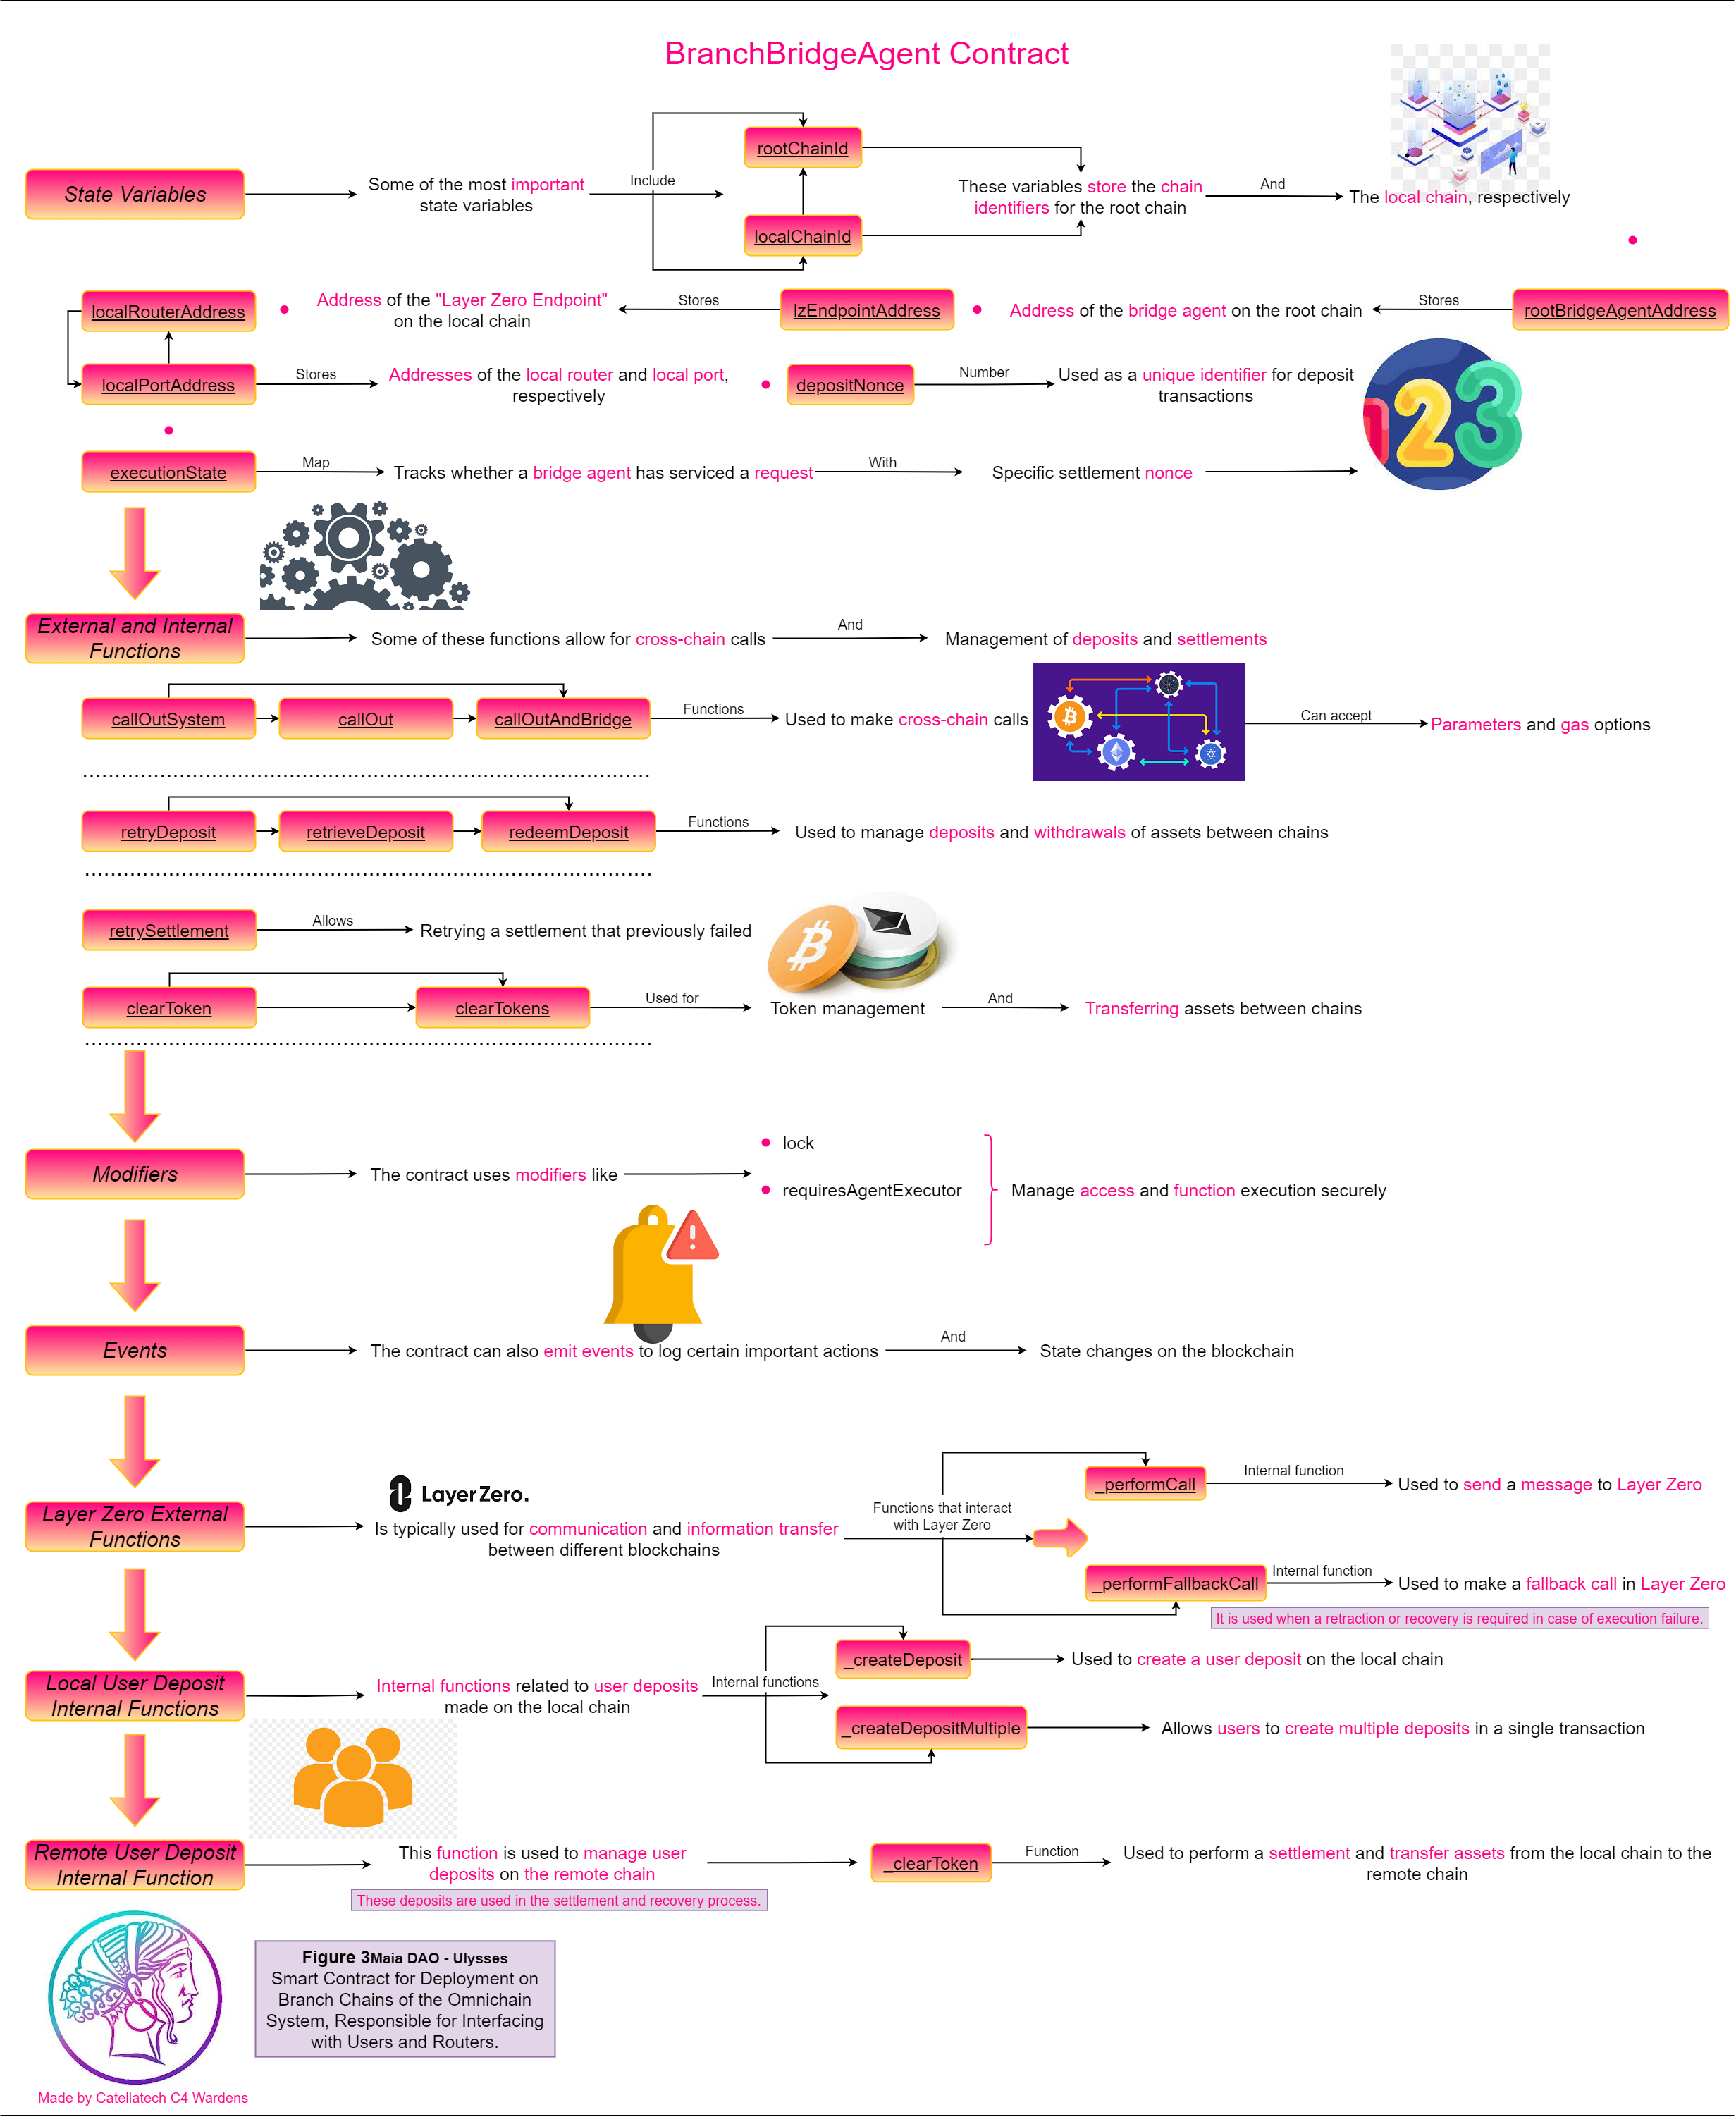 BranchBridgeAgent Contract
State Variables
Some of the most important
state variables
Include
rootChainId
localChainId
These variables store the chain
identifiers for the root chain
And
The local chain, respectively
rootBridgeAgentAddress
Stores
Address of the bridge agent on the root chain
lzEndpointAddress
Stores
Address of the "Layer Zero Endpoint"
on the local chain
localRouterAddress
localPortAddress
Stores
Addresses of the local router and local port,
respectively
depositNonce
Number
Used as a unique identifier for deposit
transactions
123
executionState
Map
Tracks whether a bridge agent has serviced a request
With
Specific settlement nonce
External and Internal
Functions
Some of these functions allow for cross-chain calls
And
Management of deposits and settlements
callOutSystem
callOut
callOutAndBridge
Functions
Used to make cross-chain calls
Can accept
Parameters and gas options
retryDeposit
retrieveDeposit
redeemDeposit
Functions
Used to manage deposits and withdrawals of assets between chains
retrySettlement
Allows
Retrying a settlement that previously failed
clearToken
clearTokens
Used for
Token management
And
Transferring assets between chains
Modifiers
The contract uses modifiers like
lock
requiresAgentExecutor
Manage access and function execution securely
Events
The contract can also emit events to log certain important actions
And
State changes on the blockchain
Layer Zero External
Functions
LayerZero.
Is typically used for communication and information transfer
between different blockchains
Functions that interact
with Layer Zero
_performCall
Internal function
Used to send a message to Layer Zero
_performFallbackCall
Internal function
Used to make a fallback call in Layer Zero
It is used when a retraction or recovery is required in case of execution failure.
Local User Deposit
Internal Functions
Internal functions related to user deposits
made on the local chain
Internal functions
_createDeposit
Used to create a user deposit on the local chain
_createDepositMultiple
Allows users to create multiple deposits in a single transaction
Remote User Deposit
Internal Function
This function is used to manage user
deposits on the remote chain
These deposits are used in the settlement and recovery process.
_clearToken
Function
Used to perform a settlement and transfer assets from the local chain to the
remote chain
Figure 3Maia DAO - Ulysses
Smart Contract for Deployment on
Branch Chains of the Omnichain
System, Responsible for Interfacing
with Users and Routers.
Made by Catellatech C4 Wardens